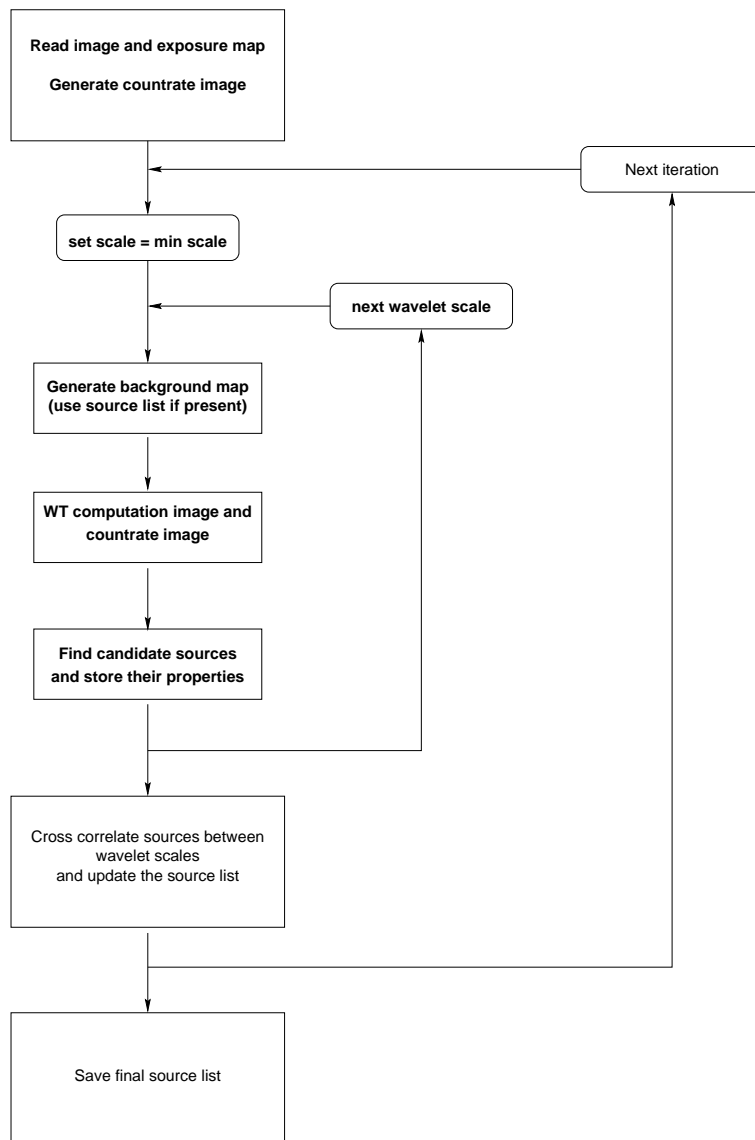 Read image and exposure map
Generate countrate image
Next iteration
set scale = min scale
next wavelet scale
Generate background map
(use source list if present)
WT computation image and
countrate image
Find candidate sources
and store their properties
Cross correlate sources between
wavelet scales
and update the source list
Save final source list